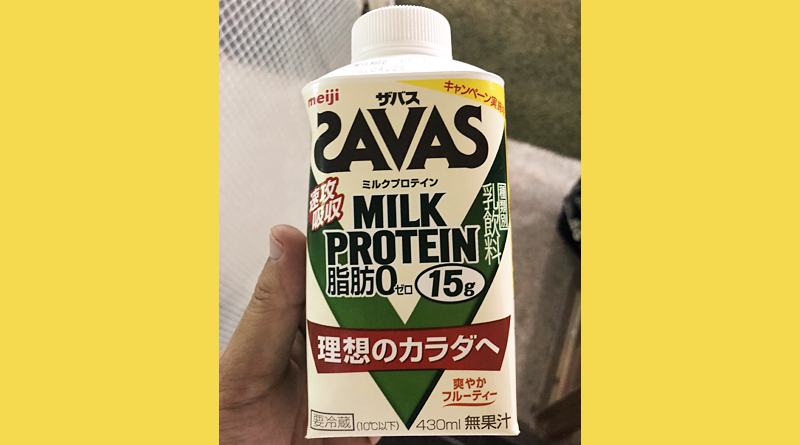 meiji
ザバス
キャンペーン実施
SAVAS
ミルクプロテイン
速攻
吸収
MILK
PROTEIN
脂肪0ゼロ
15g
種類別
乳飲料
理想のカラダへ
爽やか
フルーティー
要冷蔵 (10℃以下) 430ml 無果汁